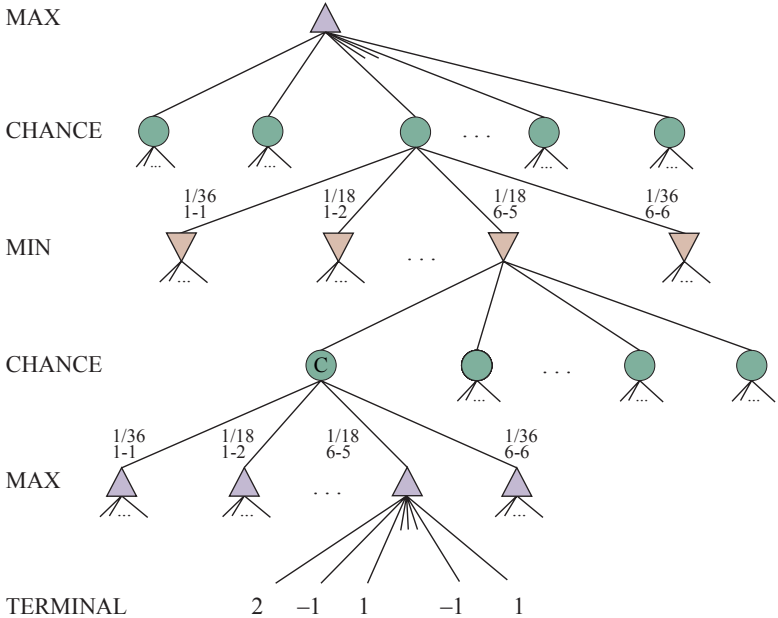 MAX
CHANCE
. . .
... ... ... ... ...
1/36 1/18 1/18 1/36
1-1 1-2 6-5 6-6
MIN
. . .
... ... ...
CHANCE
C
. . .
... ... ...
1/36 1/18 1/18 1/36
1-1 1-2 6-5 6-6
MAX
. . .
... ... ...
TERMINAL 2 –1 1 –1 1